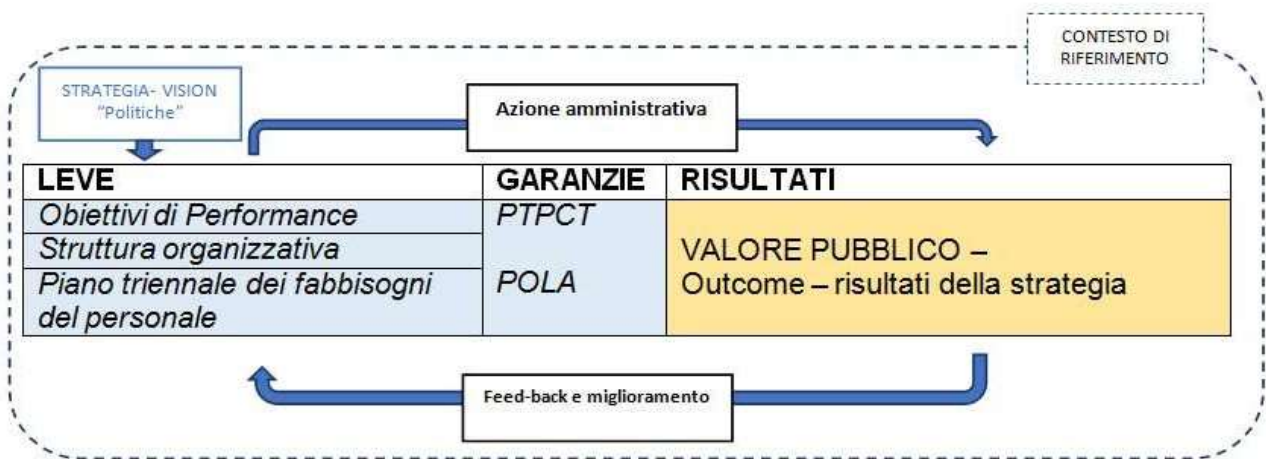 CONTESTO DI
RIFERIMENTO
STRATEGIA- VISION
"Politiche"
Azione amministrativa
LEVE
GARANZIE
RISULTATI
Obiettivi di Performance
PTPCT
Struttura organizzativa
VALORE PUBBLICO –
Piano triennale dei fabbisogni
POLA
Outcome – risultati della strategia
del personale
Feed-back e miglioramento